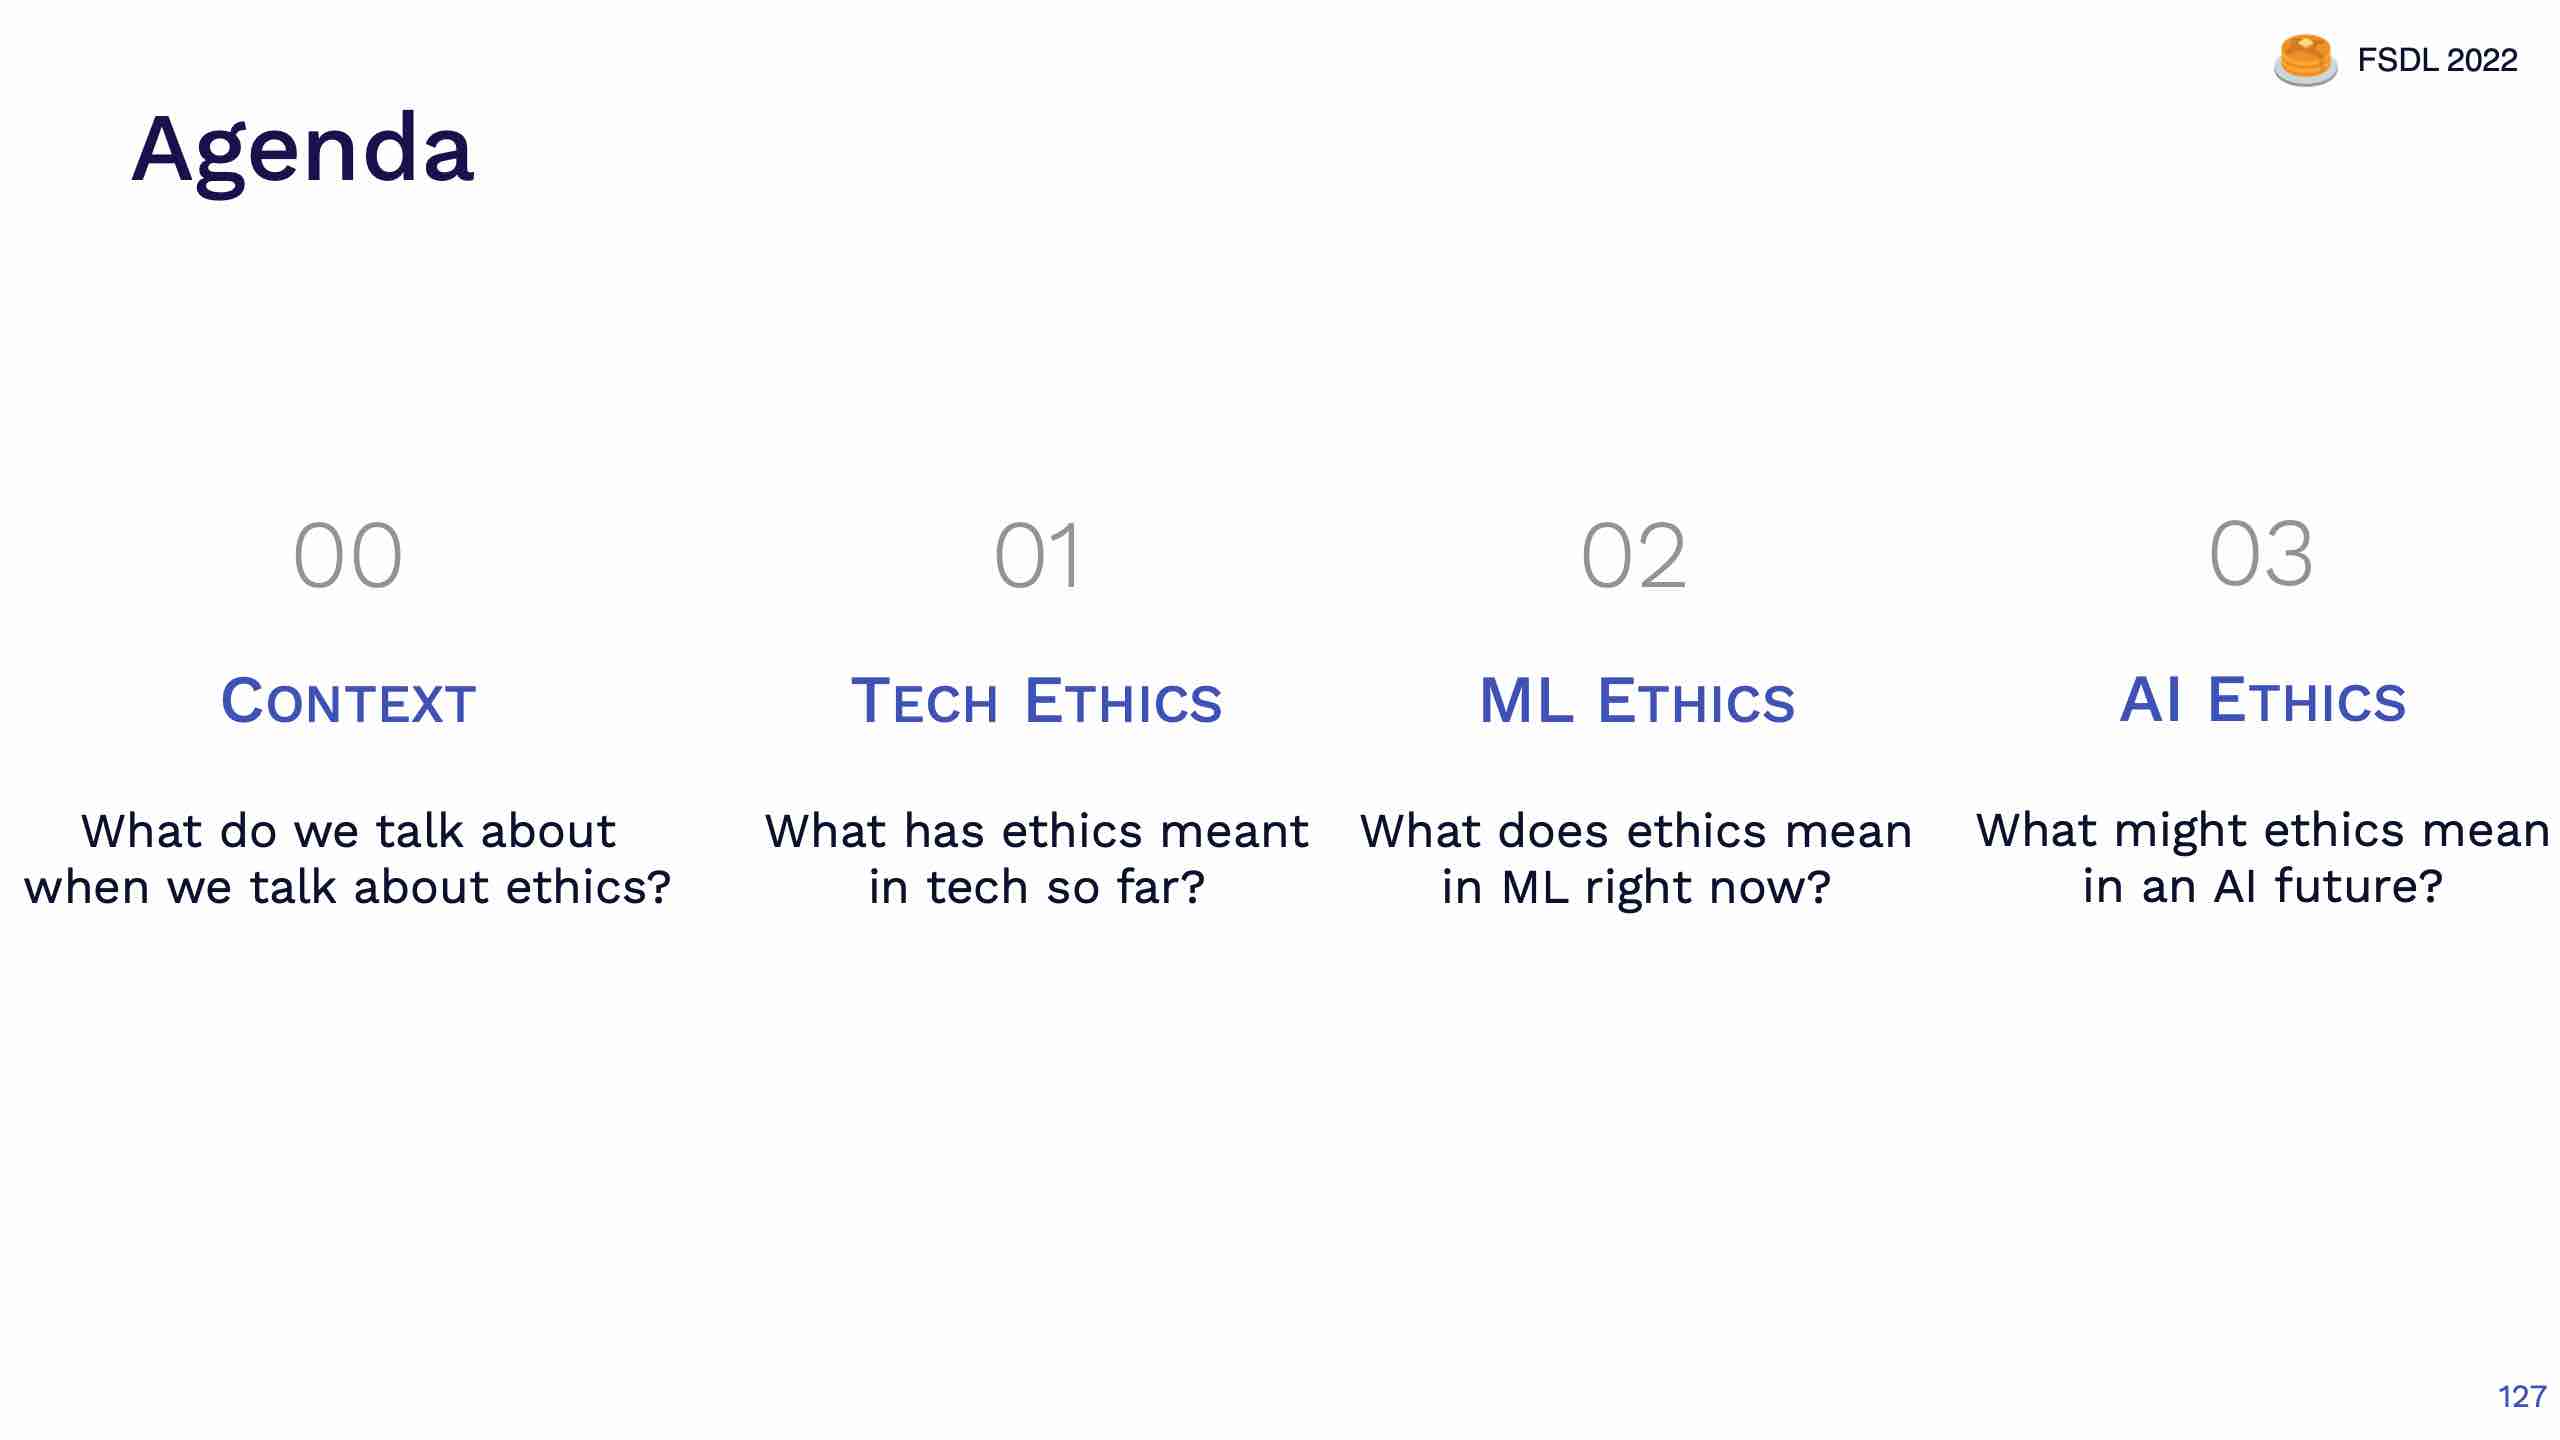 FSDL 2022
Agenda
00
CONTEXT
What do we talk about
when we talk about ethics?
01
TECH ETHICS
What has ethics meant
in tech so far?
02
ML ETHICS
What does ethics mean
in ML right now?
03
AI ETHICS
What might ethics mean
in an AI future?
127